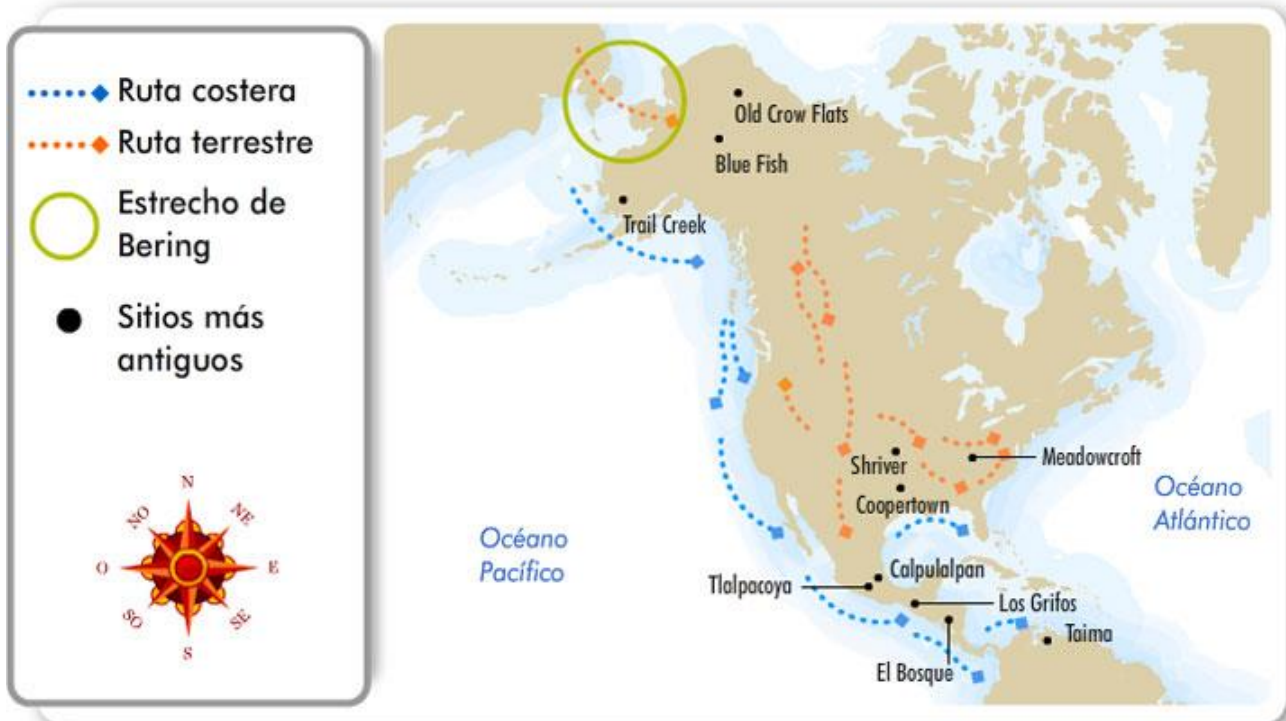 Ruta costera
Ruta terrestre
Estrecho de
Bering
Sitios más
antiguos
N
NO
NE
O
E
SO
SE
S
Old Crow Flats
Blue Fish
Trail Creek
Shriver
Meadowcroft
Coopertown
Océano
Atlántico
Océano
Pacífico
Calpulalpan
Tlalpacoya
Los Grifos
Taima
El Bosque